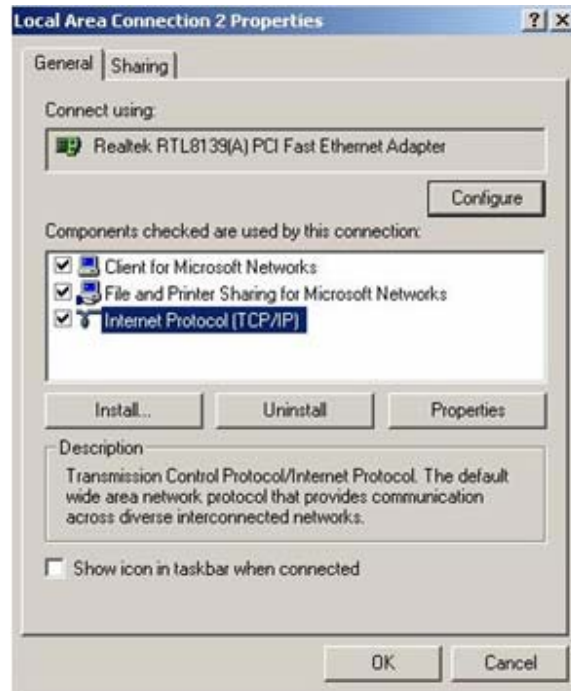 Local Area Connection 2 Properties
General
Sharing
Connect using:
Realtek RTL8139(A) PCI Fast Ethernet Adapter
Configure
Components checked are used by this connection:
Client for Microsoft Networks
File and Printer Sharing for Microsoft Networks
Internet Protocol (TCP/IP)
Install...
Uninstall
Properties
Description
Transmission Control Protocol/Internet Protocol. The default
wide area network protocol that provides communication
across diverse interconnected networks.
Show icon in taskbar when connected
OK
Cancel